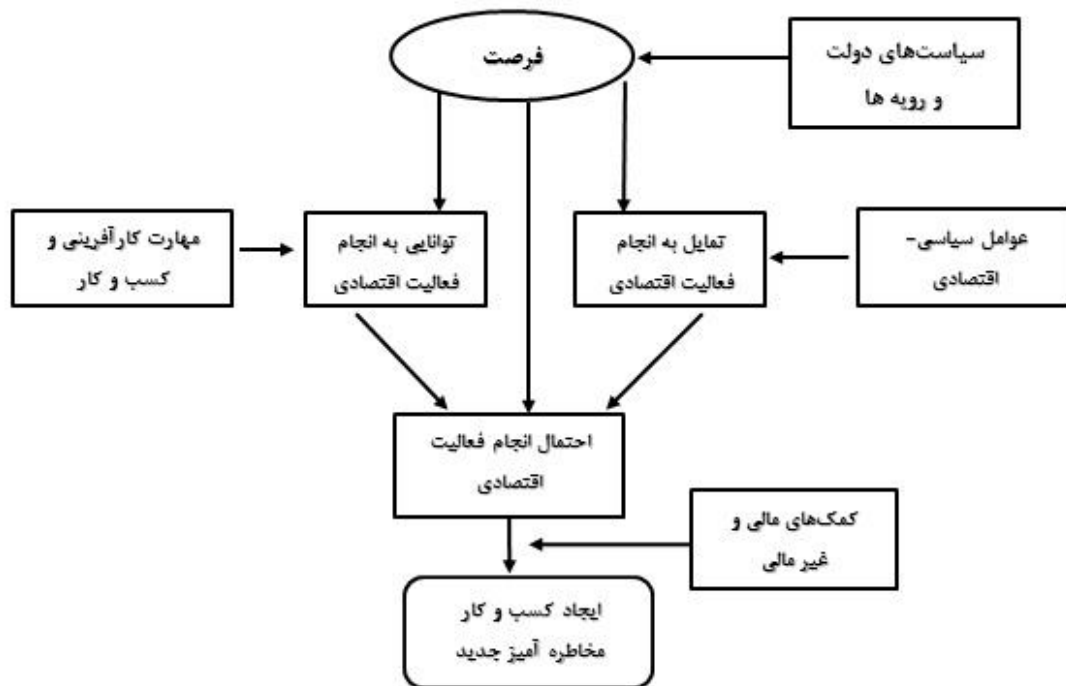 فرصت
سیاست‌های دولت
و رویه ها
مهارت کارآفرینی و
کسب و کار
توانایی به انجام
فعالیت اقتصادی
تمایل به انجام
فعالیت اقتصادی
عوامل سیاسی-
اقتصادی
احتمال انجام فعالیت
اقتصادی
کمک‌های مالی و
غیر مالی
ایجاد کسب و کار
مخاطره آمیز جدید